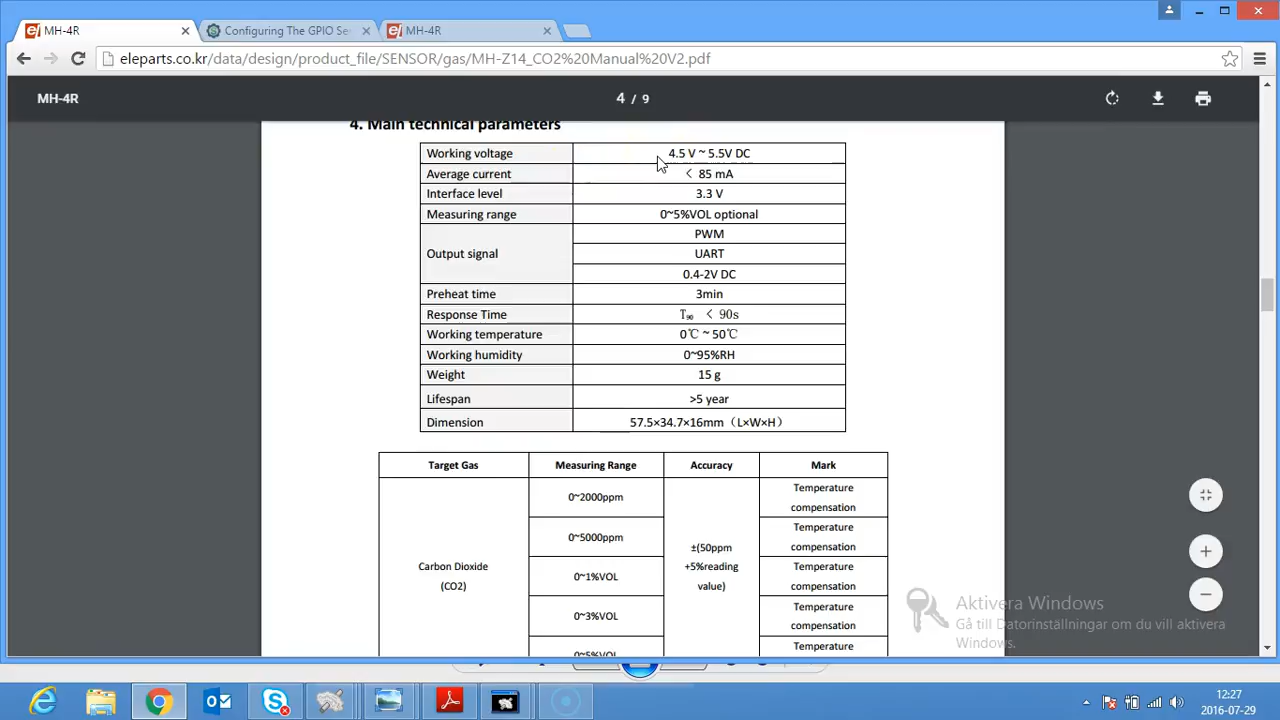 MH-4R
Configuring The GPIO Se
MH-4R
eleparts.co.kr/data/design/product_file/SENSOR/gas/MH-Z14_CO2%20Manual%20V2.pdf
MH-4R
4 / 9
4. Main technical parameters
Working voltage 4.5 V ~ 5.5V DC
Average current < 85 mA
Interface level 3.3 V
Measuring range 0~5%VOL optional
Output signal PWM
UART
0.4-2V DC
Preheat time 3min
Response Time T₉₀ < 90s
Working temperature 0℃ ~ 50℃
Working humidity 0~95%RH
Weight 15 g
Lifespan >5 year
Dimension 57.5×34.7×16mm（L×W×H）
Target Gas Measuring Range Accuracy Mark
Carbon Dioxide
(CO2)
0~2000ppm
0~5000ppm
0~1%VOL
0~3%VOL
0~5%VOL
±(50ppm
+5%reading
value)
Temperature
compensation
Temperature
compensation
Temperature
compensation
Temperature
compensation
Temperature
Aktivera Windows
Gå till Datorinställningar om du vill aktivera
Windows.
12:27
2016-07-29